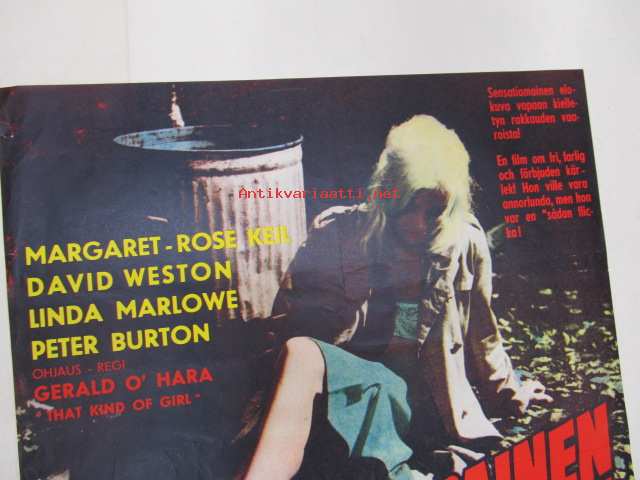 Sensatiomainen elo-
kuva vapaan kielle-
tyn rakkauden vaa-
roista!
En film om fri, farlig
och förbjuden kär-
lek! Hon ville vara
annorlunda, men hon
var en "sådan flic-
ka!
Antikvariaatti.net
MARGARET-ROSE KEIL
DAVID WESTON
LINDA MARLOWE
PETER BURTON
OHJAUS - REGI
GERALD O'HARA
"THAT KIND OF GIRL"